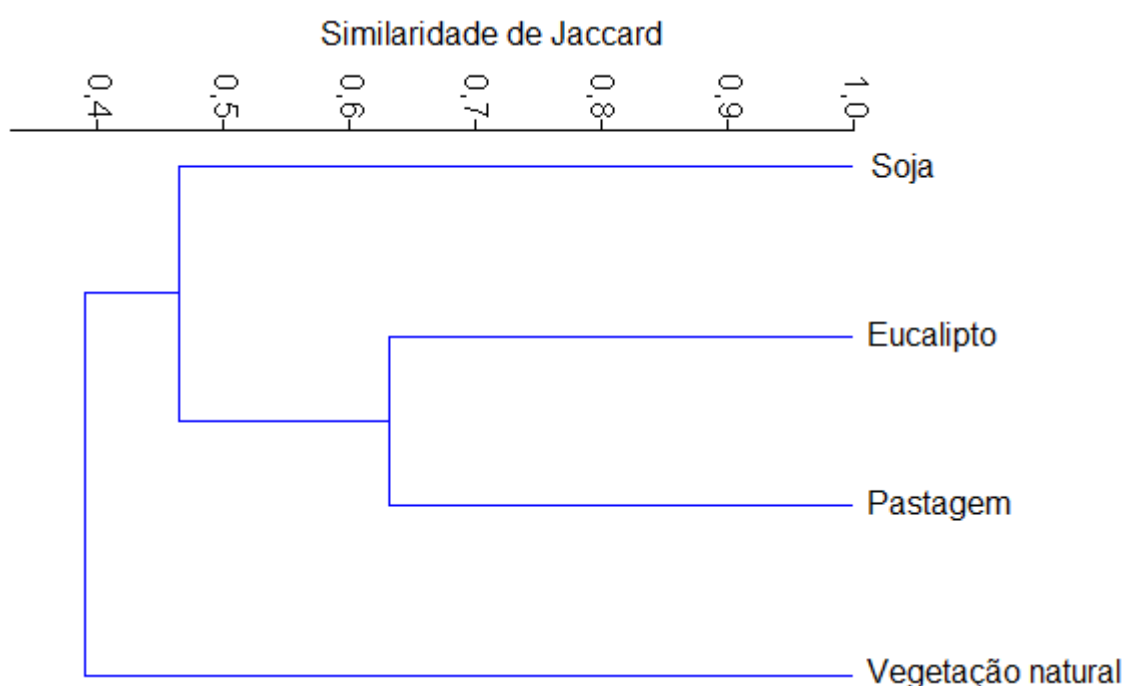 Similaridade de Jaccard
0,4 0,5 0,6 0,7 0,8 0,9 1,0
Soja
Eucalipto
Pastagem
Vegetação natural